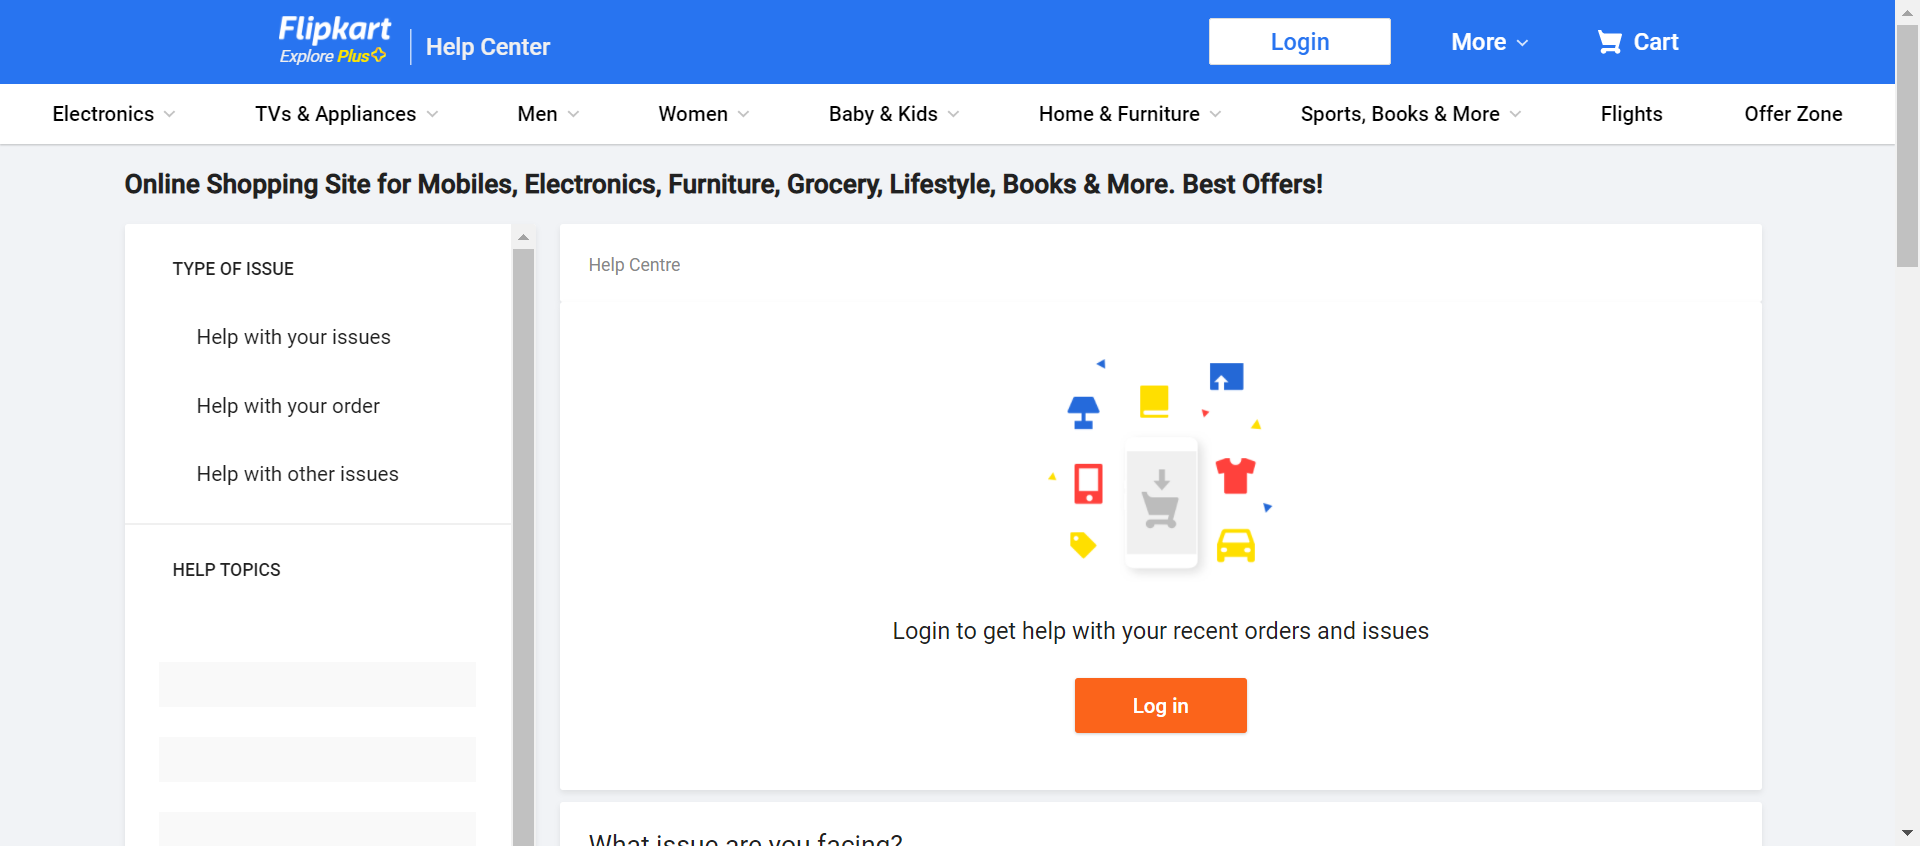 Flipkart
Explore Plus
Help Center
Login
More
Cart
Electronics
TVs & Appliances
Men
Women
Baby & Kids
Home & Furniture
Sports, Books & More
Flights
Offer Zone
Online Shopping Site for Mobiles, Electronics, Furniture, Grocery, Lifestyle, Books & More. Best Offers!
TYPE OF ISSUE
Help with your issues
Help with your order
Help with other issues
HELP TOPICS
Help Centre
Login to get help with your recent orders and issues
Log in
What issue are you facing?